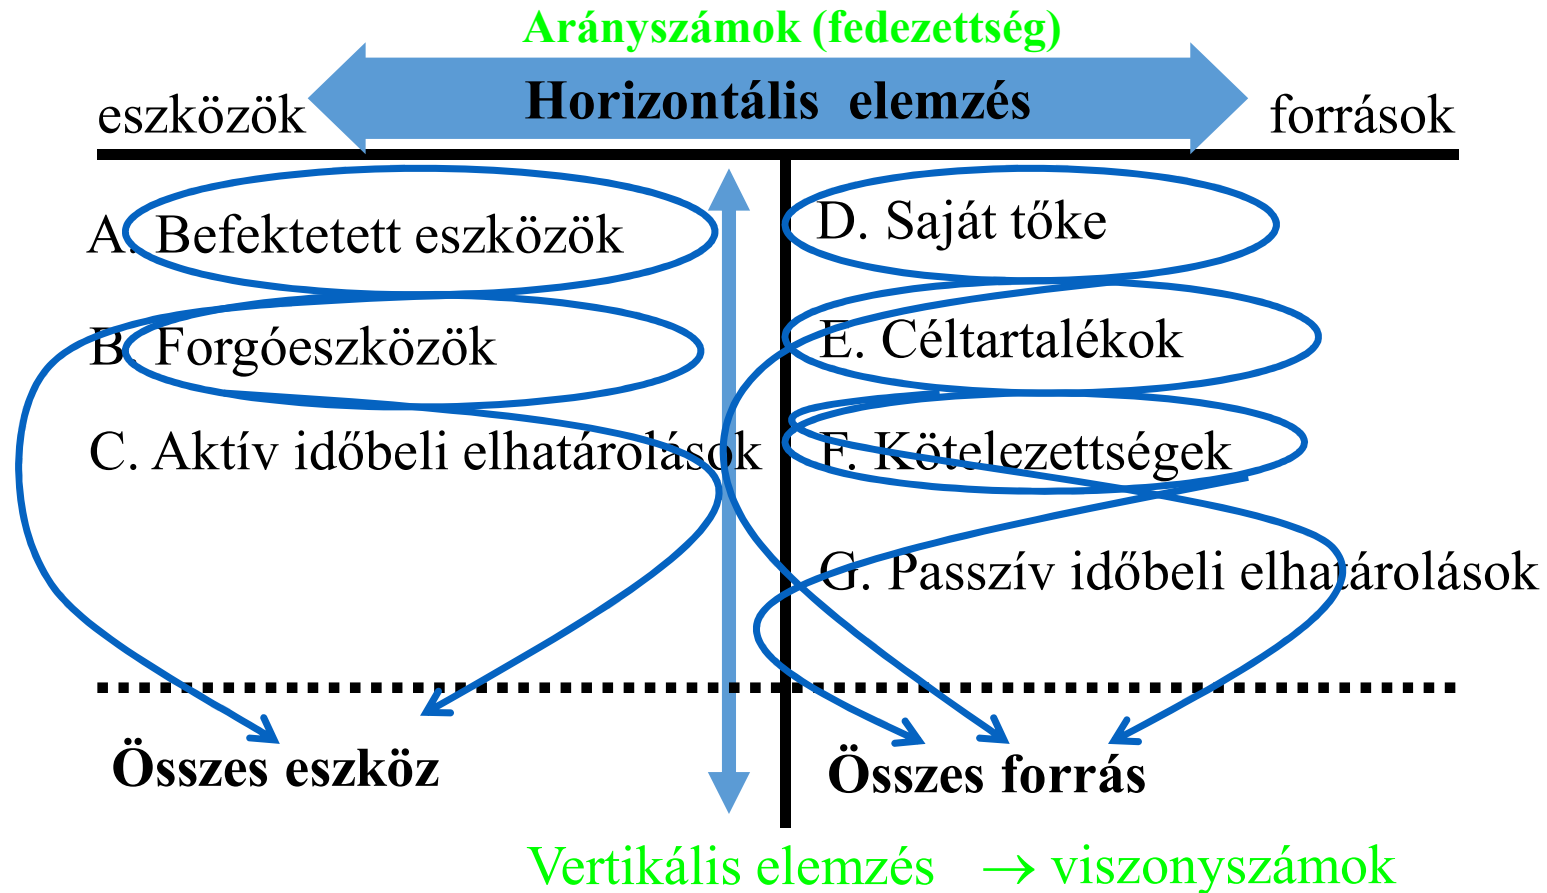 Arányszámok (fedezettség)
Horizontális elemzés
eszközök
források
A. Befektetett eszközök
B. Forgóeszközök
C. Aktív időbeli elhatárolások
D. Saját tőke
E. Céltartalékok
F. Kötelezettségek
G. Passzív időbeli elhatárolások
Összes eszköz
Összes forrás
Vertikális elemzés → viszonyszámok